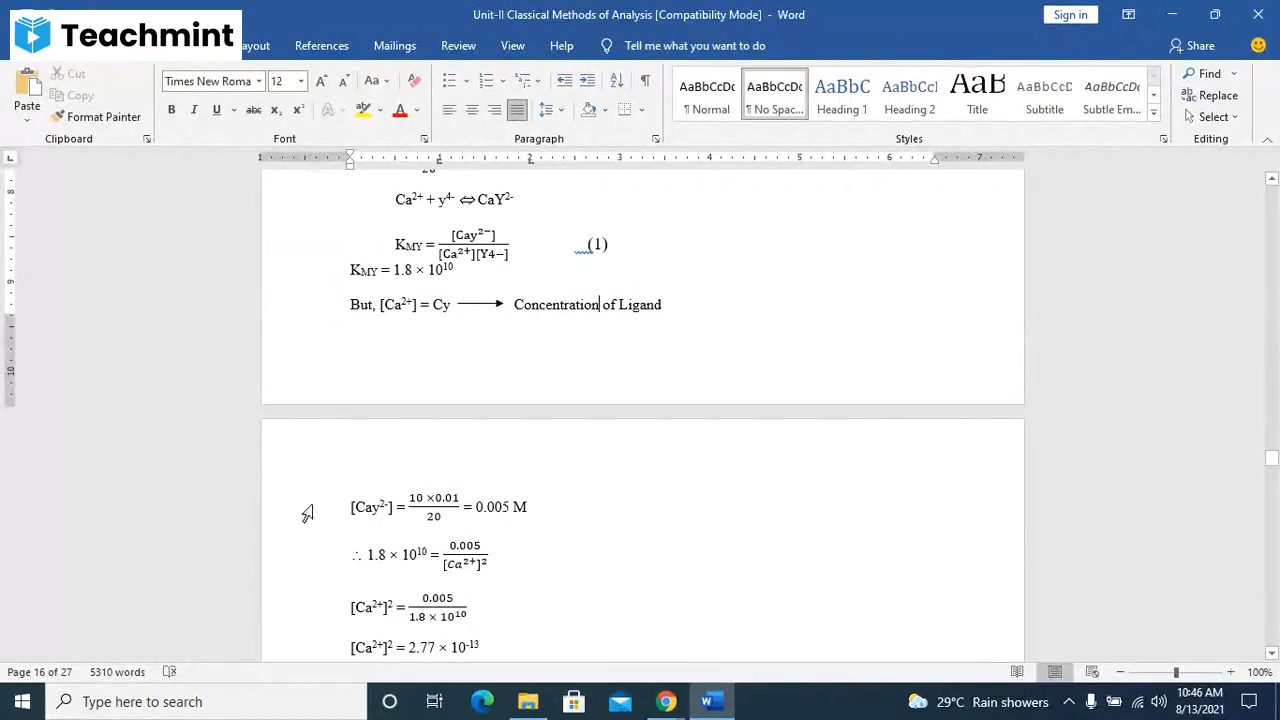 Unit-II Classical Methods of Analysis [Compatibility Mode] - Word
Sign in
Teachmint
ayout References Mailings Review View Help Tell me what you want to do Share
Paste
Cut
Copy
Format Painter
Clipboard
Times New Roma 12
Font
Paragraph
AaBbCcDc AaBbCcDc AaBbC AaBbCcI AaB AaBbCcD AaBbCcD
¶ Normal ¶ No Spac... Heading 1 Heading 2 Title Subtitle Subtle Em...
Styles
Find
Replace
Select
Editing
Ca²⁺ + y⁴⁻ ⇔ CaY²⁻
K_MY = [Cay²⁻] / [Ca²⁺][Y4−] (1)
K_MY = 1.8 × 10¹⁰
But, [Ca²⁺] = Cy ⟶ Concentration of Ligand
[Cay²⁻] = 10 ×0.01 / 20 = 0.005 M
∴ 1.8 × 10¹⁰ = 0.005 / [Ca²⁺]²
[Ca²⁺]² = 0.005 / 1.8 × 10¹⁰
[Ca²⁺]² = 2.77 × 10⁻¹³
Page 16 of 27 5310 words 100%
Type here to search
29°C Rain showers
10:46 AM
8/13/2021